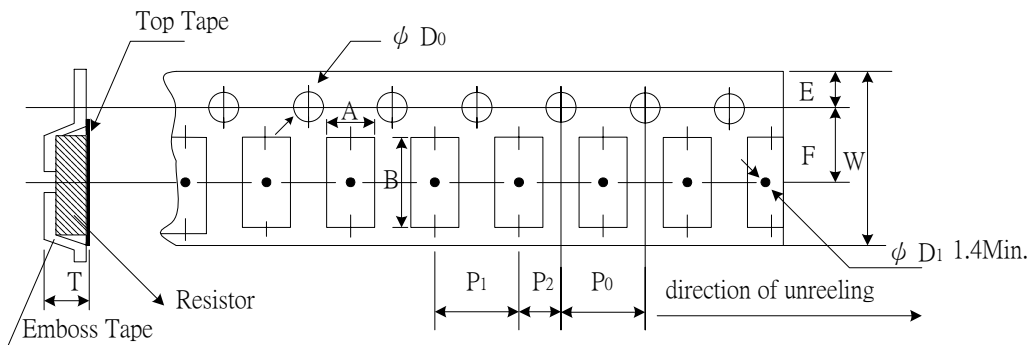 Top Tape
ϕ D0
A
E
F
W
B
ϕ D1 1.4Min.
T
Resistor
P1
P2
P0
direction of unreeling
Emboss Tape